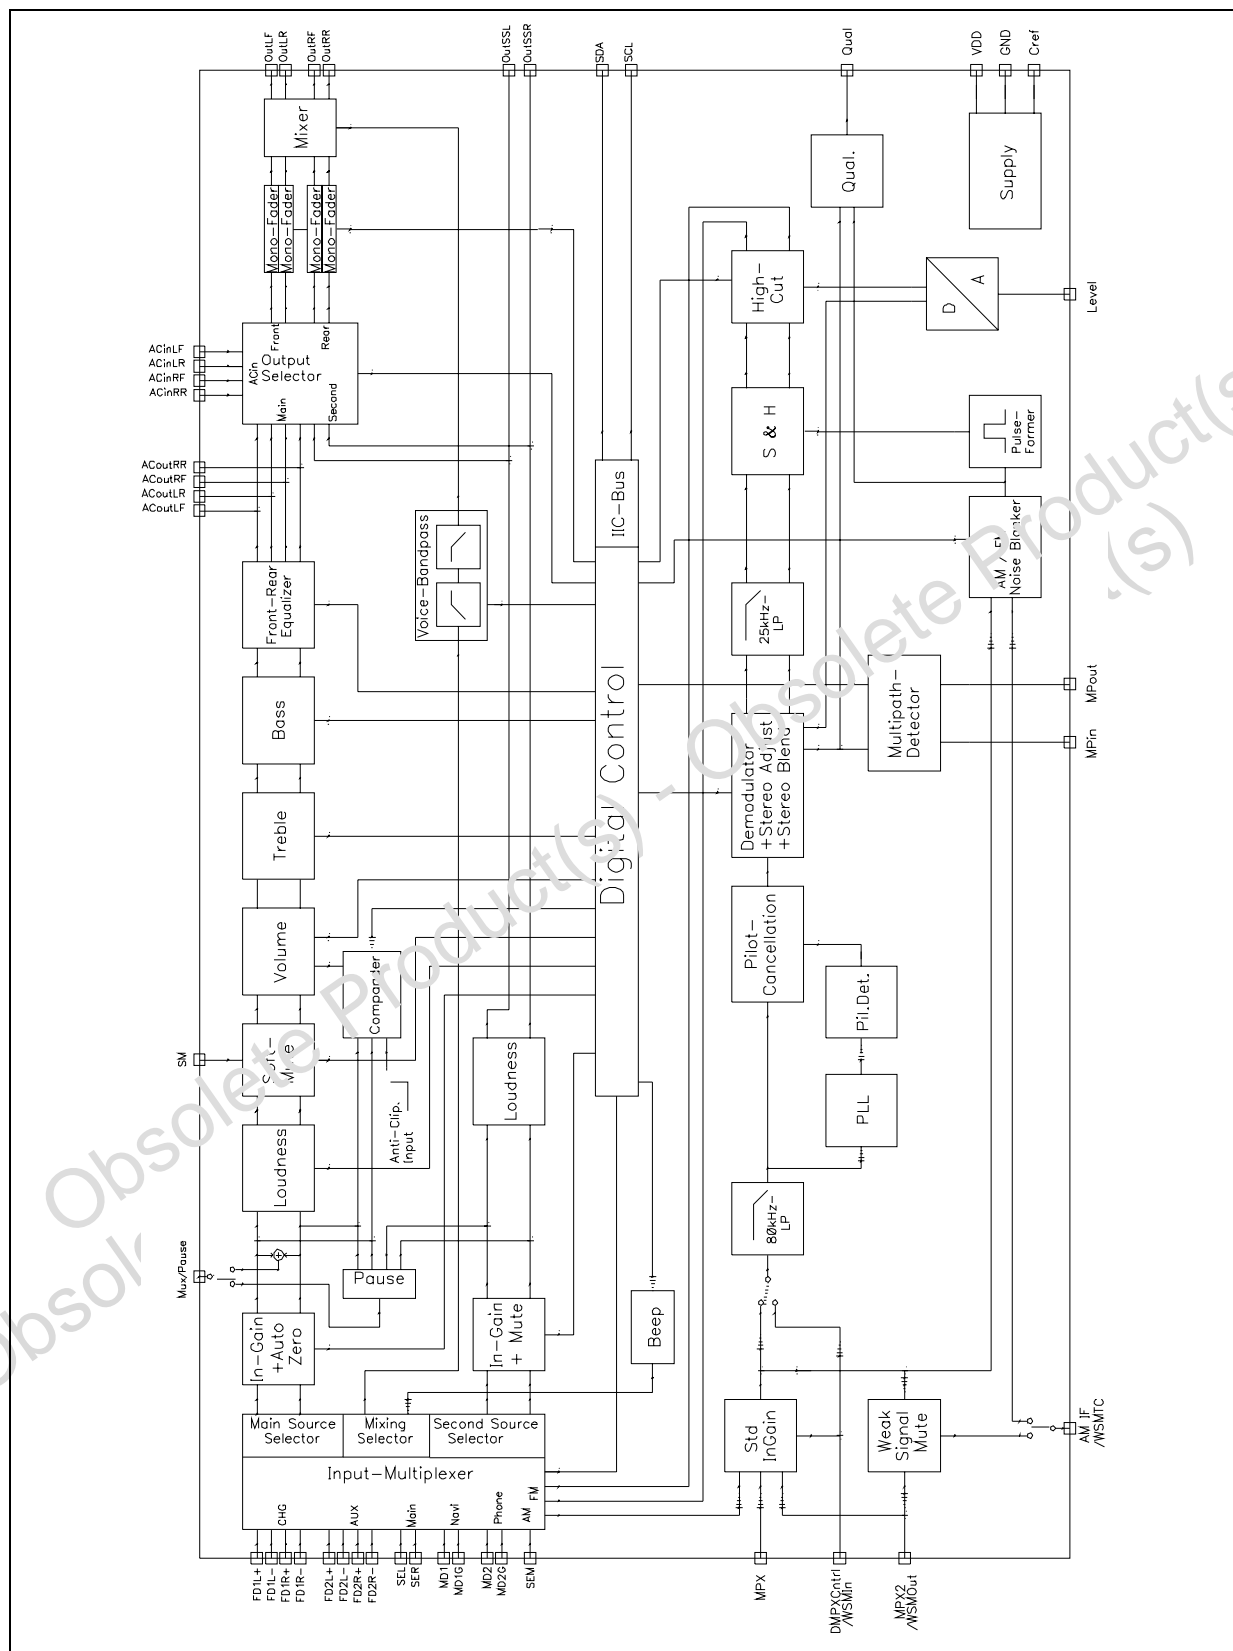 OutLF
OutLR
OutRF
OutRR
OutSSL
OutSSR
SDA
SCL
Qual
VDD
GND
Cref
Mixer
Qual.
Supply
Mono-Fader
Mono-Fader
Mono-Fader
Mono-Fader
High-
Cut
D
A
Level
ACinLF
ACinLR
ACinRF
ACinRR
Front
Rear
ACin
Output
Selector
Main
Second
ACoutRR
ACoutRF
ACoutLR
ACoutLF
S & H
Pulse-
Former
IIC-Bus
Voice-Bandpass
AM /
Noise Blanker
Front-Rear
Equalizer
25kHz-
LP
Bass
Digital Control
Demodulator
+Stereo Adjust
+Stereo Blend
Multipath-
Detector
MPout
MPin
Treble
Volume
Compander
Pilot-
Cancellation
Pil.Det.
SM
Loudness
PLL
Loudness
Anti-Clip.
Input
80kHz-
LP
Mux/Pause
Pause
In-Gain
+Auto
Zero
In-Gain
+ Mute
Beep
Main Source
Selector
Mixing
Selector
Second Source
Selector
Input-Multiplexer
Std
InGain
Weak
Signal
Mute
AM IF
/WSMTC
CHG
AUX
Main
Navi
Phone
AM
FM
FD1L+
FD1L-
FD1R+
FD1R-
FD2L+
FD2L-
FD2R+
FD2R-
SEL
SER
MD1
MD1G
MD2
MD2G
SEM
MPX
DMPXCntrl
/WSMIn
MPX2
/WSMOut
Obsolete Product(s) - Obsolete Product(s)